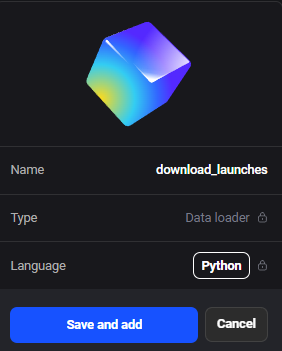 Name download_launches
Type Data loader
Language Python
Save and add Cancel